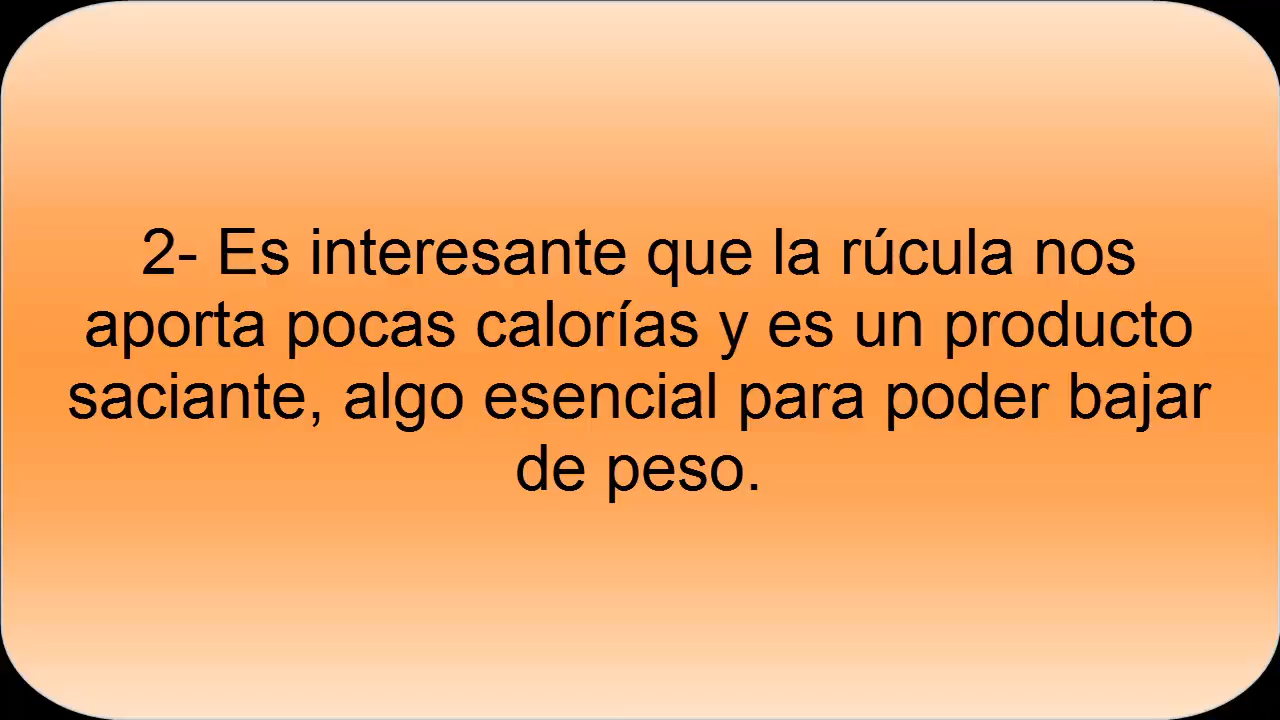 2- Es interesante que la rúcula nos
aporta pocas calorías y es un producto
saciante, algo esencial para poder bajar
de peso.